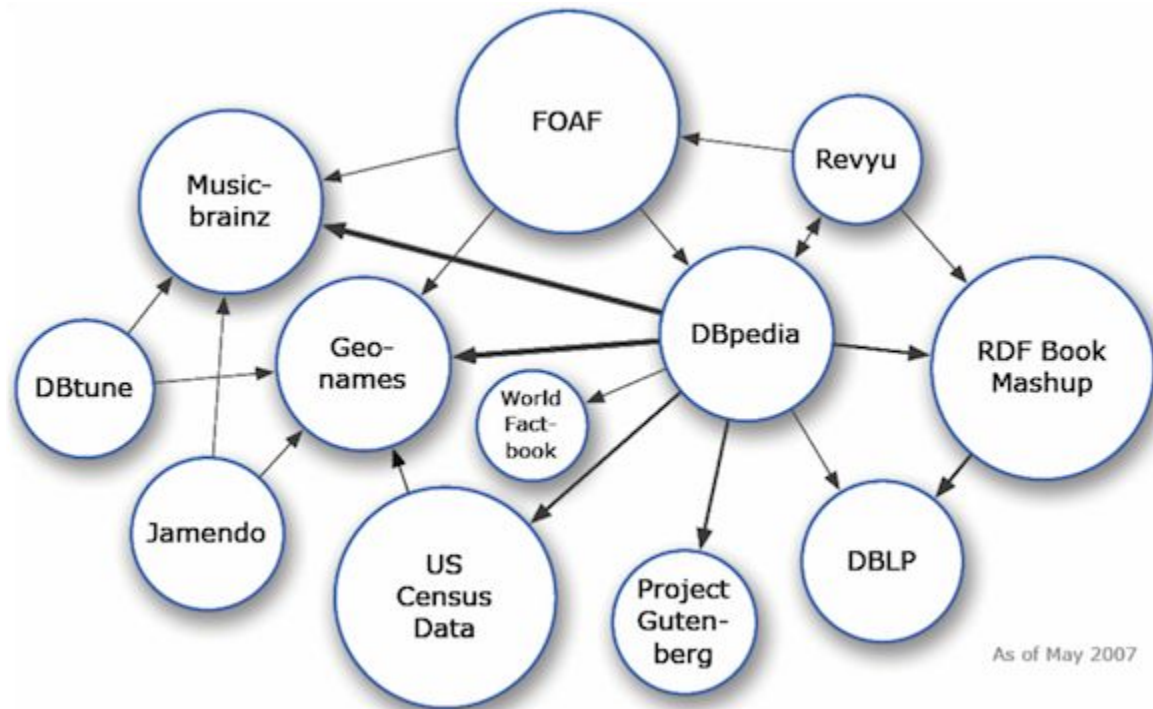 FOAF
Revyu
Music-
brainz
DBpedia
Geo-
names
RDF Book
Mashup
DBtune
World
Fact-
book
Jamendo
US
Census
Data
Project
Guten-
berg
DBLP
As of May 2007